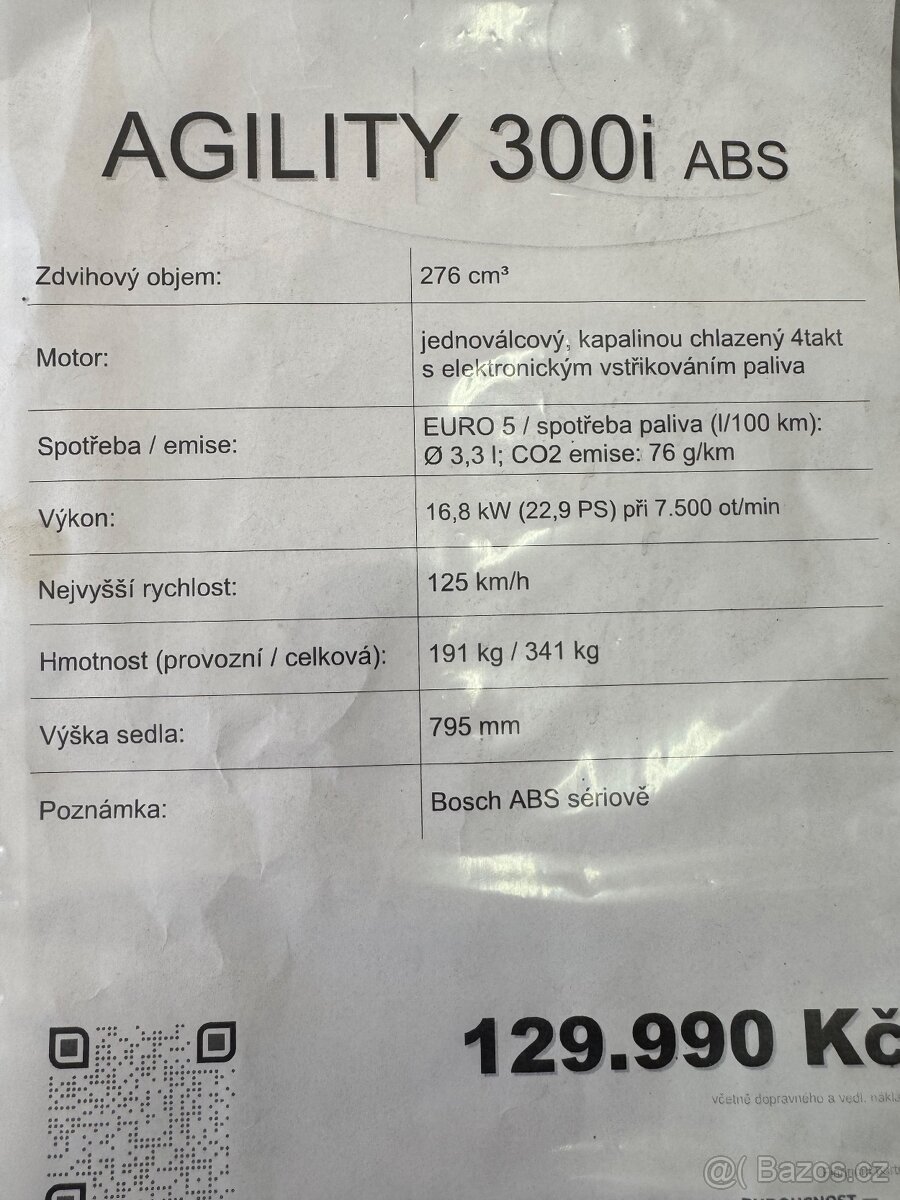 AGILITY 300i ABS
Zdvihový objem:
276 cm³
Motor:
jednoválcový, kapalinou chlazený 4takt
s elektronickým vstřikováním paliva
Spotřeba / emise:
EURO 5 / spotřeba paliva (l/100 km):
Ø 3,3 l; CO2 emise: 76 g/km
Výkon:
16,8 kW (22,9 PS) při 7.500 ot/min
Nejvyšší rychlost:
125 km/h
Hmotnost (provozní / celková):
191 kg / 341 kg
Výška sedla:
795 mm
Poznámka:
Bosch ABS sériově
129.990 Kč
včetně dopravného a vedl.
Bazos.cz